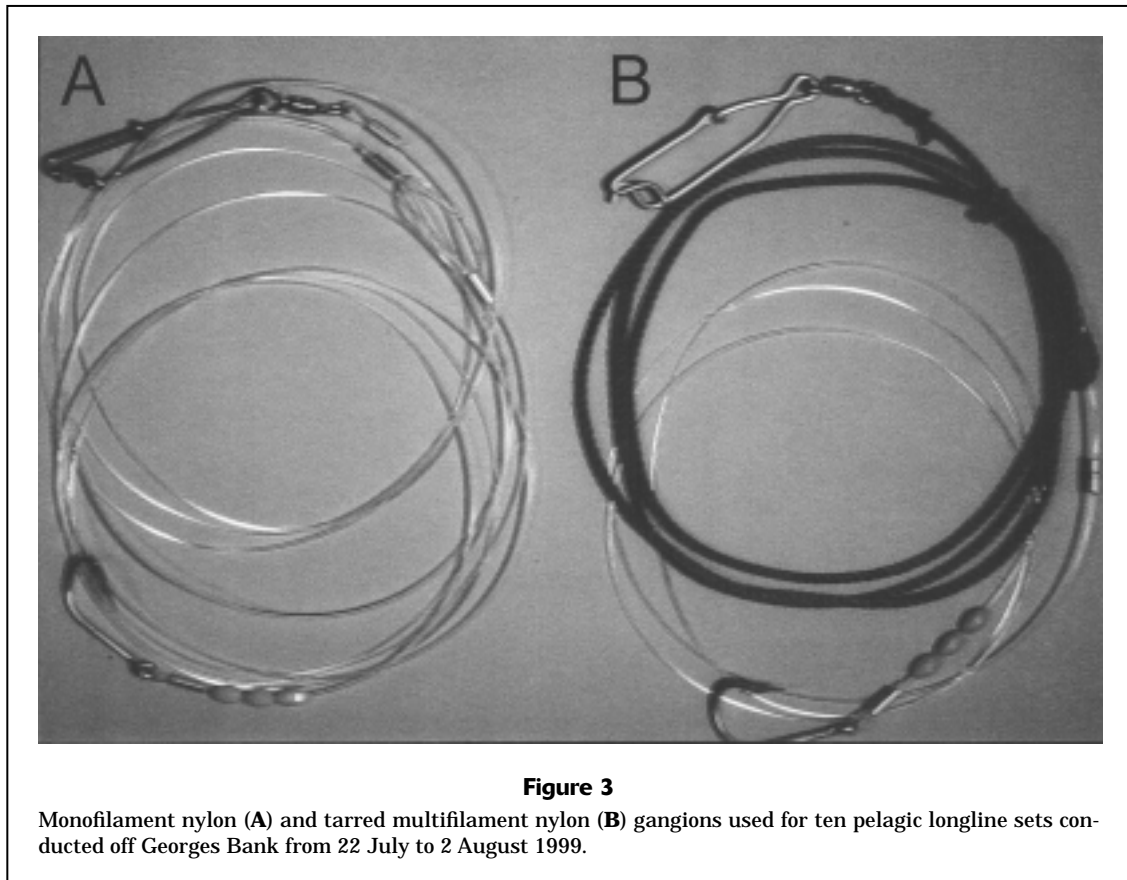 A
B
Figure 3
Monofilament nylon (A) and tarred multifilament nylon (B) gangions used for ten pelagic longline sets con-
ducted off Georges Bank from 22 July to 2 August 1999.